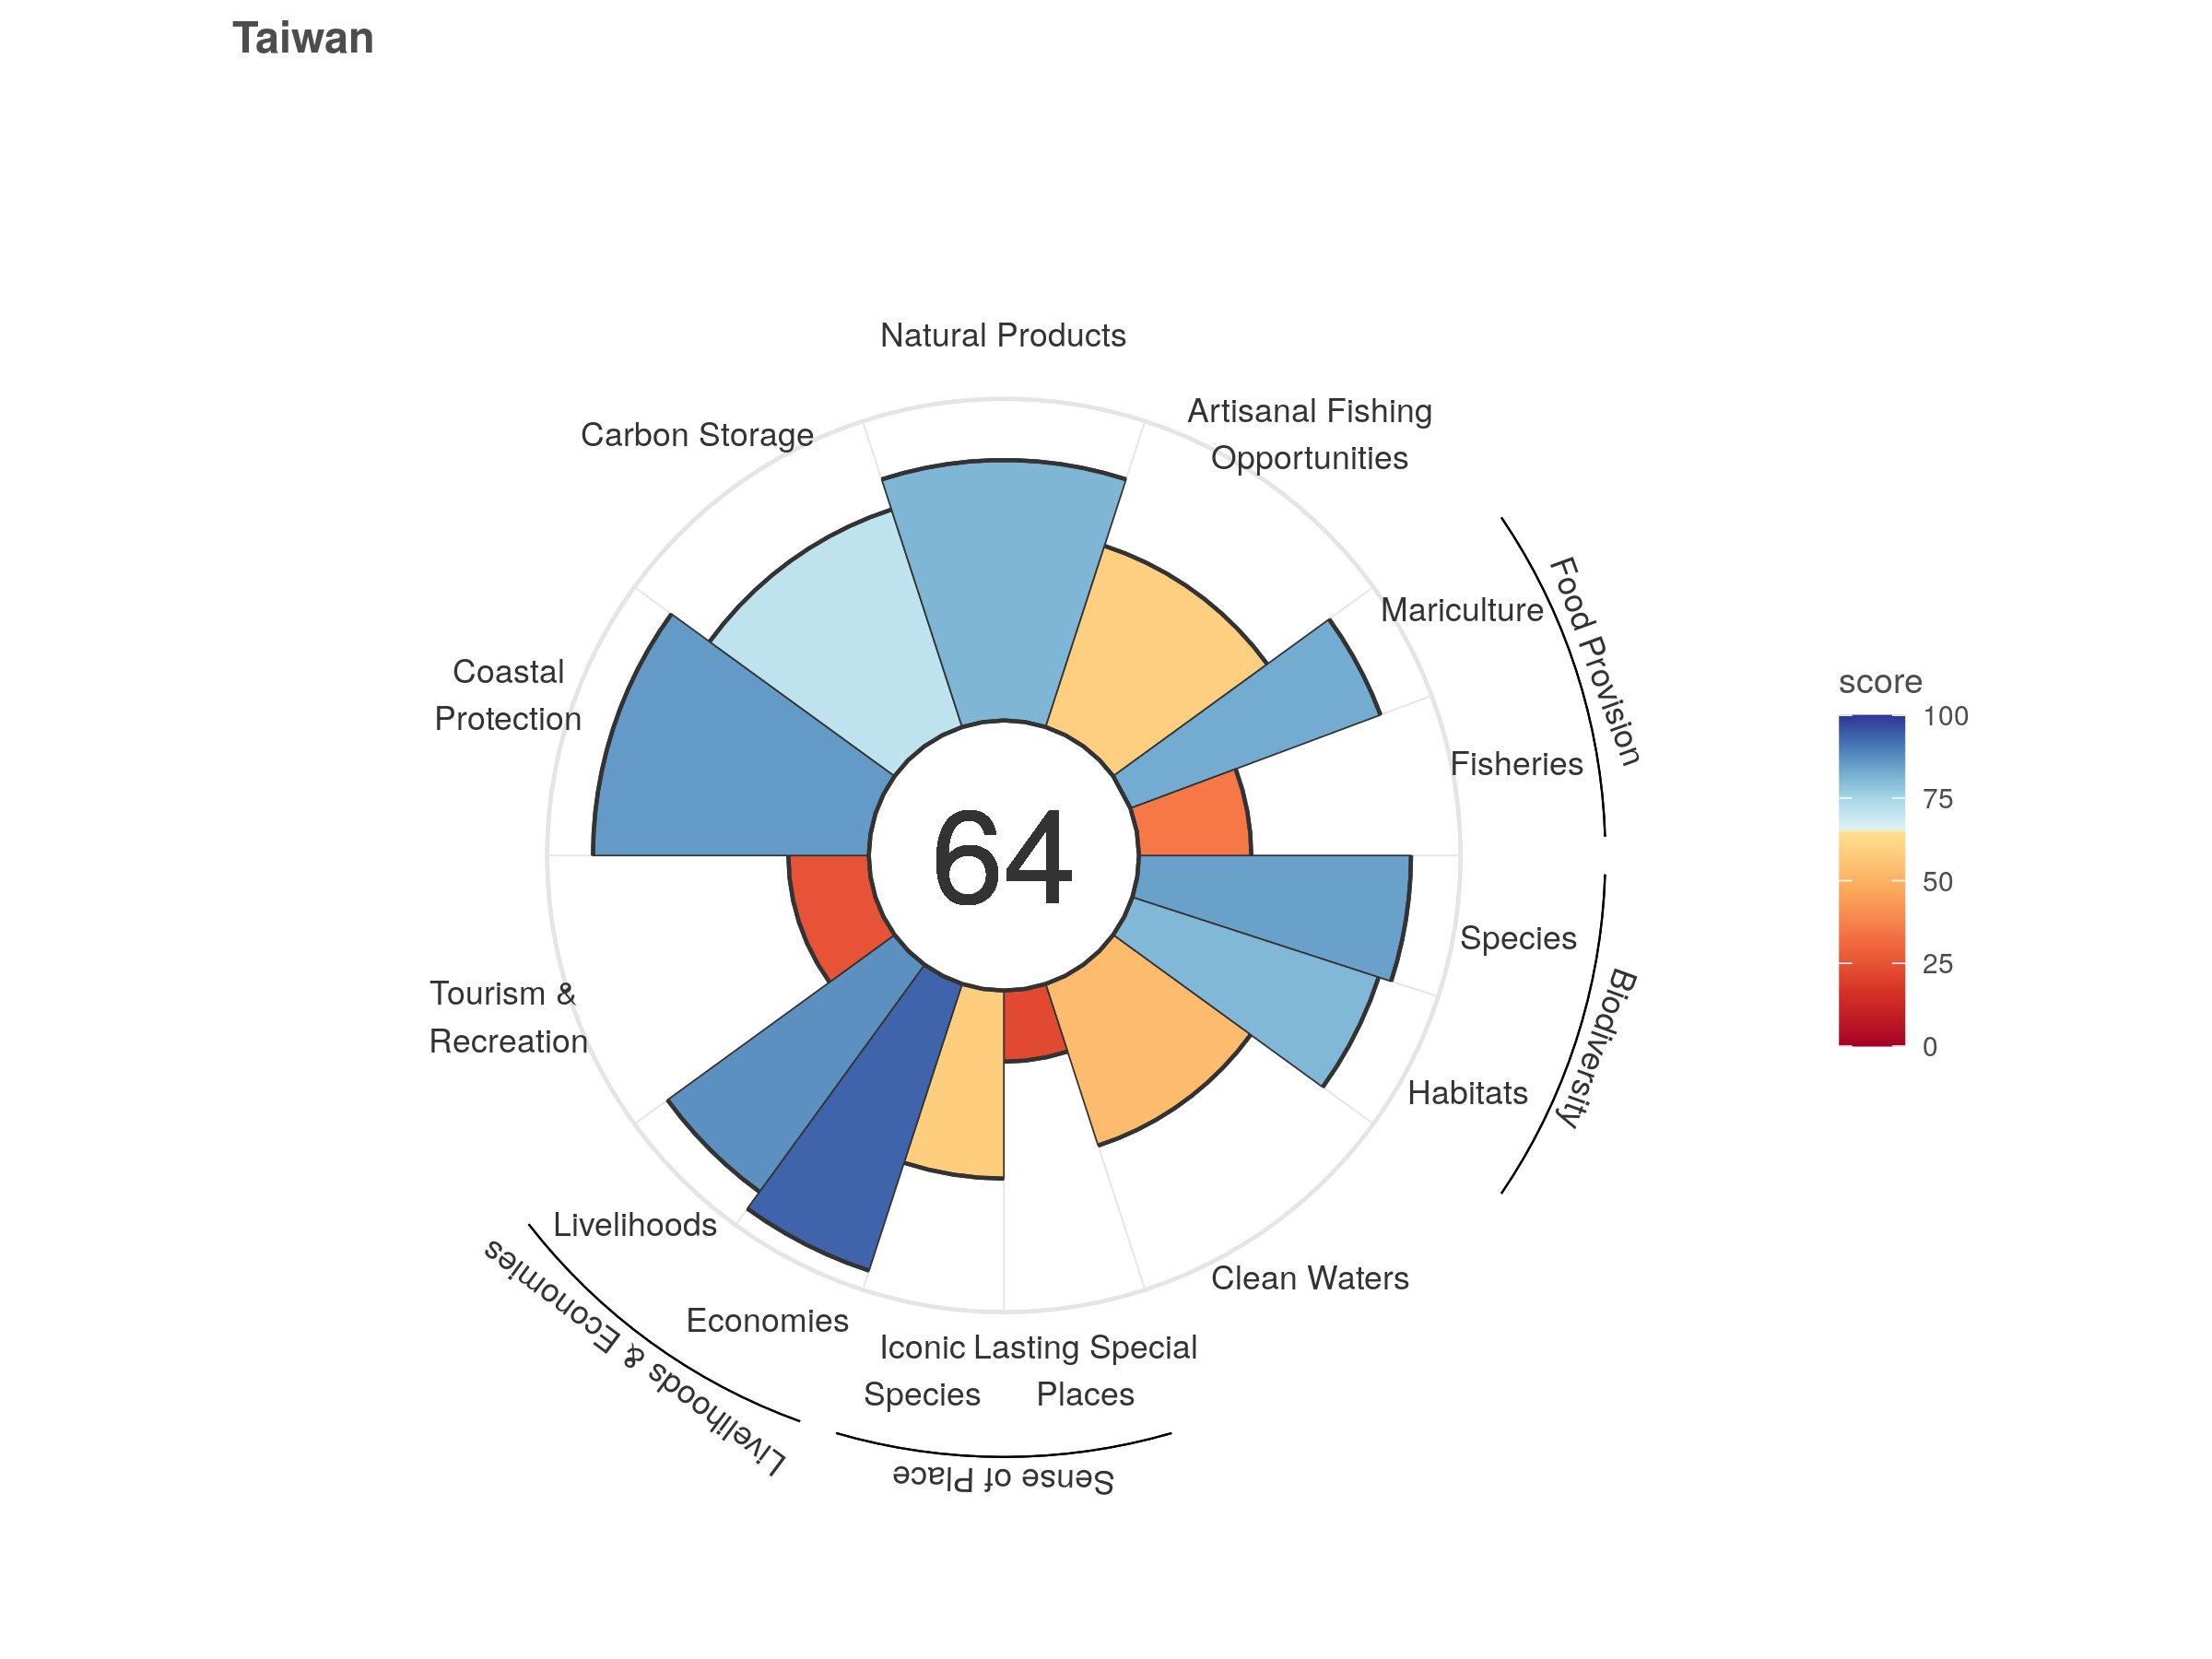 Taiwan
Natural Products
Artisanal Fishing
Opportunities
Carbon Storage
Mariculture
Food Provision
Coastal
Protection
Fisheries
64
Species
Biodiversity
Tourism &
Recreation
Habitats
Livelihoods
Clean Waters
Economies
Livelihoods & Economies
Iconic
Species
Lasting Special
Places
Sense of Place
score
100
75
50
25
0